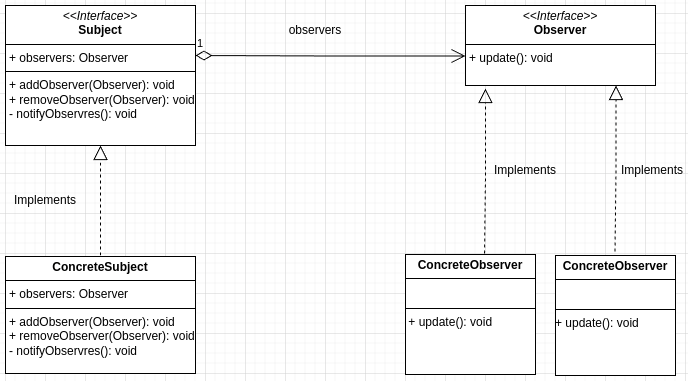 <<Interface>>
Subject
+ observers: Observer
+ addObserver(Observer): void
+ removeObserver(Observer): void
- notifyObservres(): void
1
observers
<<Interface>>
Observer
+ update(): void
Implements
Implements
Implements
ConcreteSubject
+ observers: Observer
+ addObserver(Observer): void
+ removeObserver(Observer): void
- notifyObservres(): void
ConcreteObserver
+ update(): void
ConcreteObserver
+ update(): void